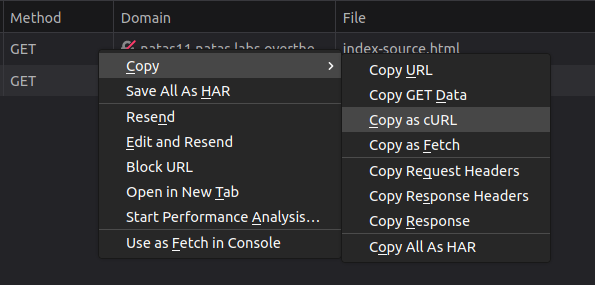 Method Domain File
GET natas11.natas.labs.overthe... index-source.html
GET
Copy
Save All As HAR
Resend
Edit and Resend
Block URL
Open in New Tab
Start Performance Analysis...
Use as Fetch in Console
Copy URL
Copy GET Data
Copy as cURL
Copy as Fetch
Copy Request Headers
Copy Response Headers
Copy Response
Copy All As HAR